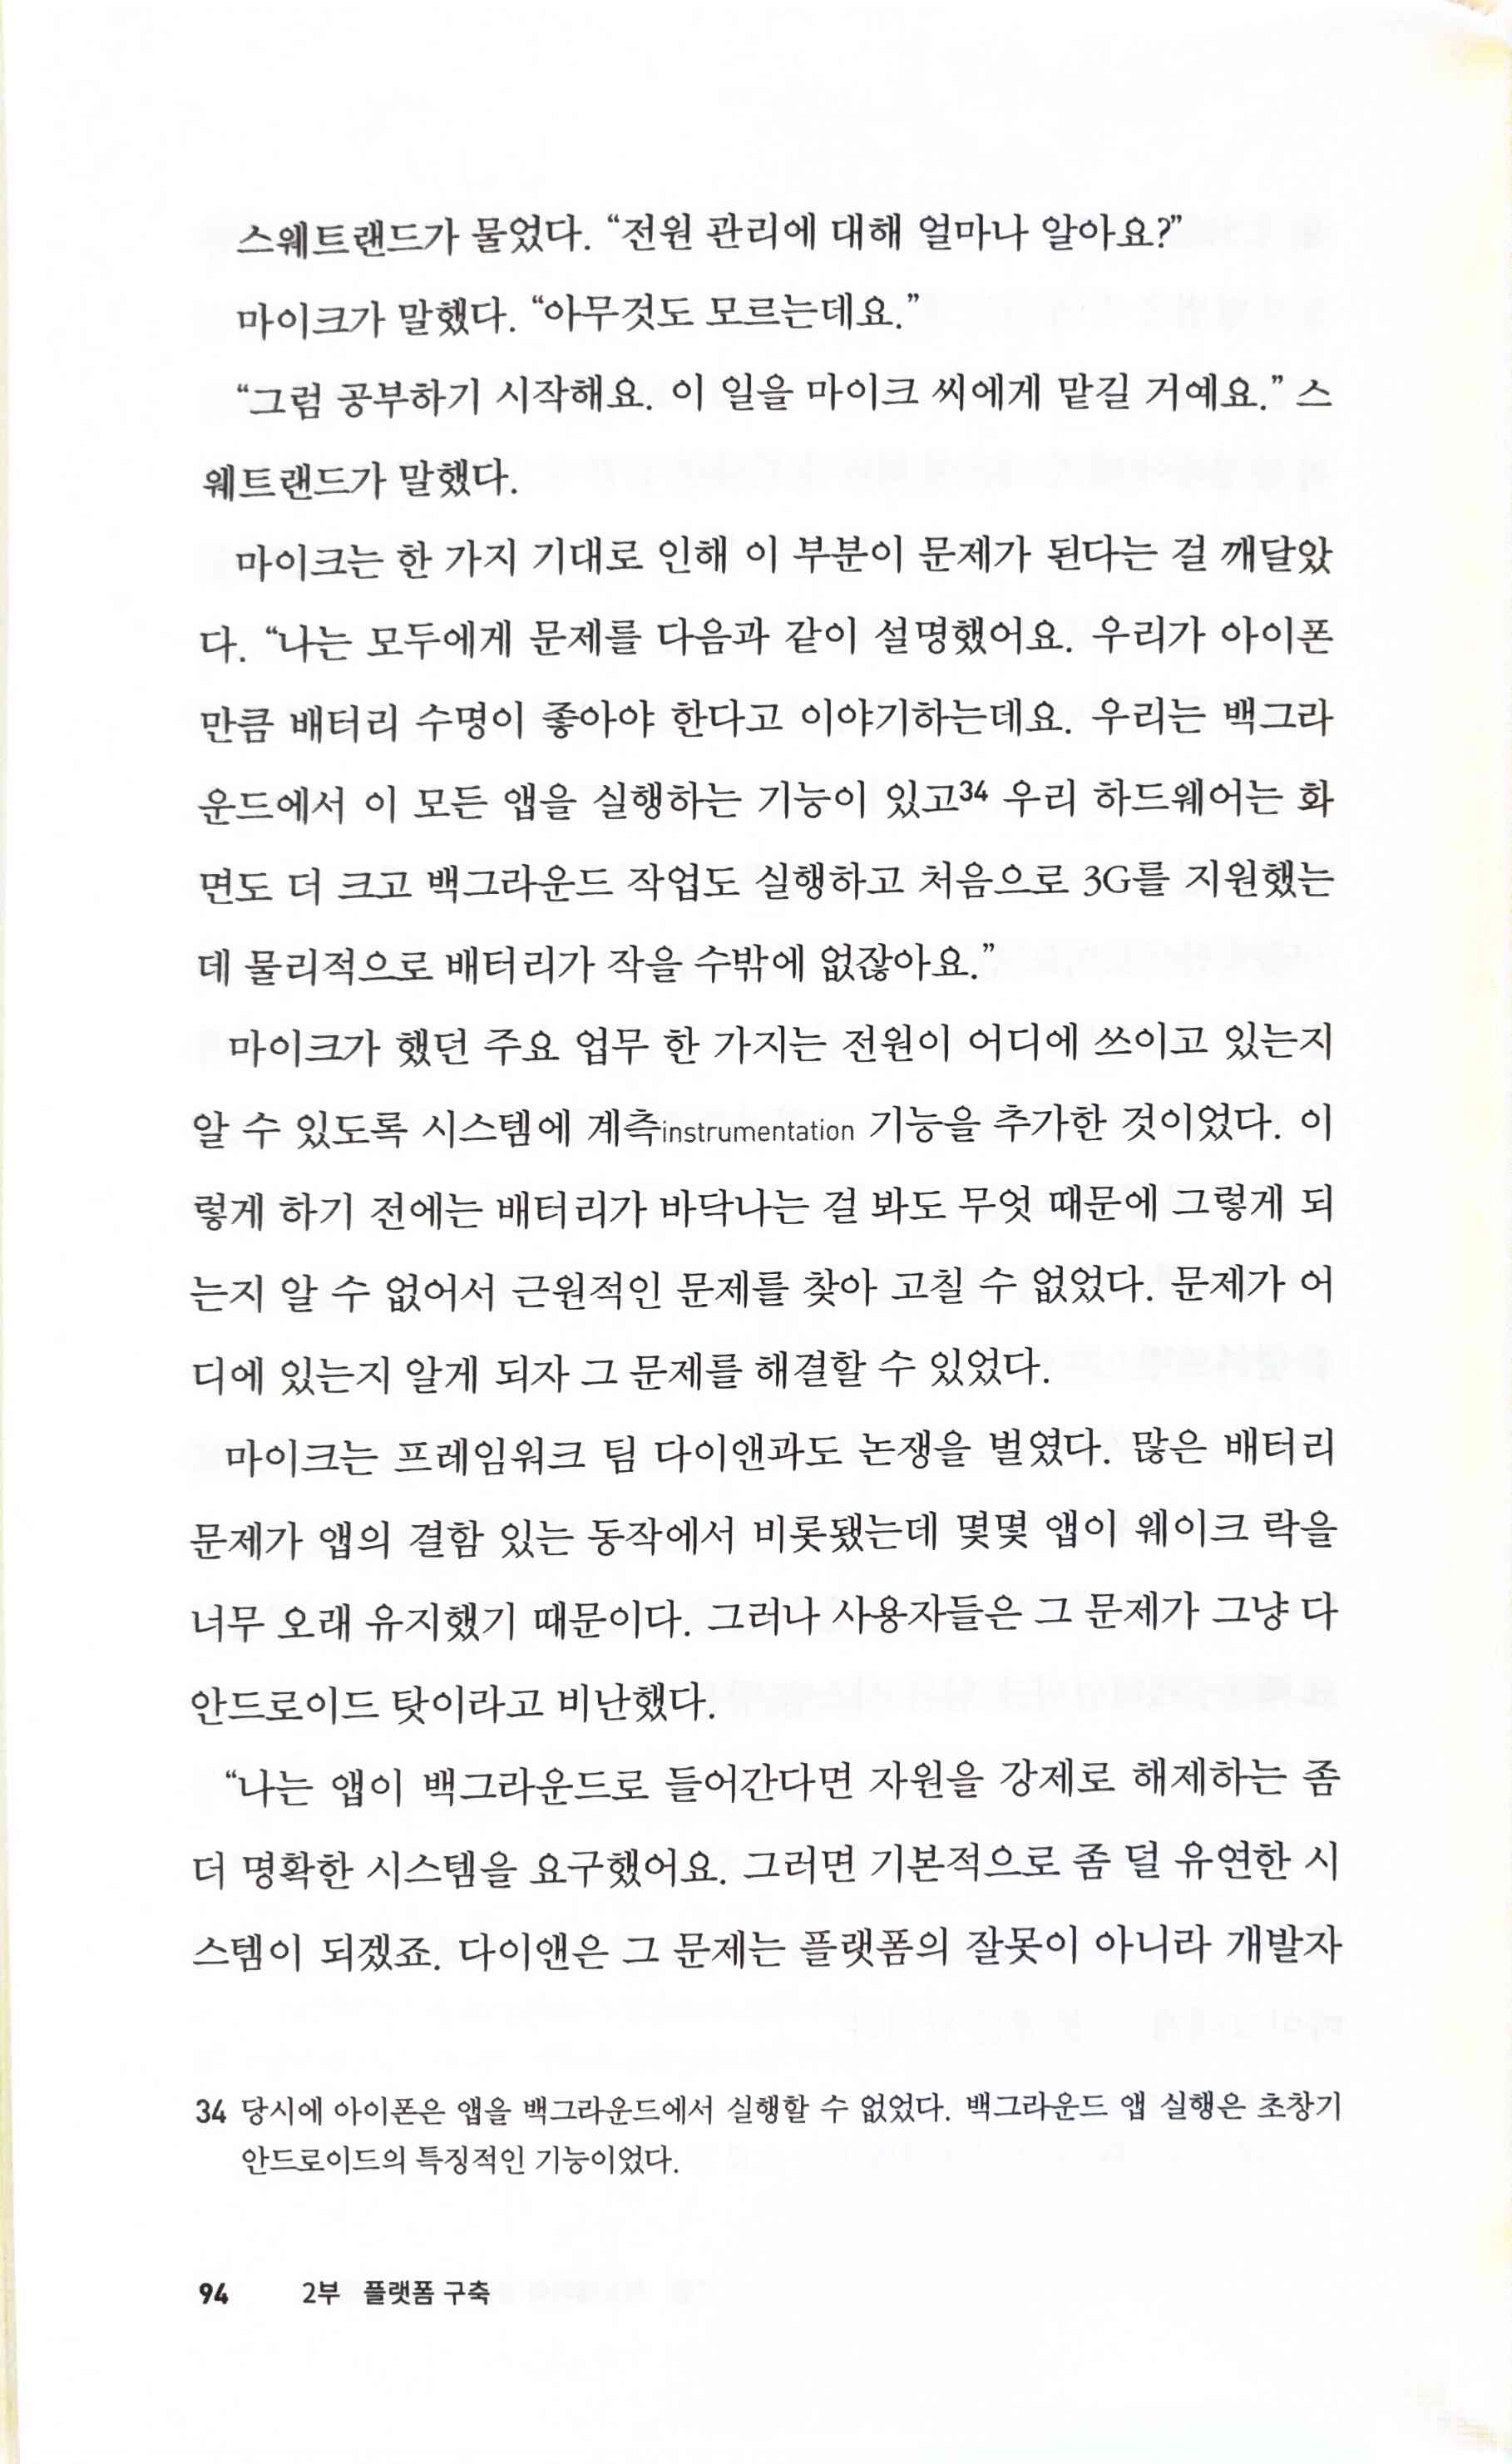 스웨트랜드가 물었다. “전원 관리에 대해 얼마나 알아요?”
마이크가 말했다. “아무것도 모르는데요.”
“그럼 공부하기 시작해요. 이 일을 마이크 씨에게 맡길 거예요.” 스
웨트랜드가 말했다.
마이크는 한 가지 기대로 인해 이 부분이 문제가 된다는 걸 깨달았
다. “나는 모두에게 문제를 다음과 같이 설명했어요. 우리가 아이폰
만큼 배터리 수명이 좋아야 한다고 이야기하는데요. 우리는 백그라
운드에서 이 모든 앱을 실행하는 기능이 있고34 우리 하드웨어는 화
면도 더 크고 백그라운드 작업도 실행하고 처음으로 3G를 지원했는
데 물리적으로 배터리가 작을 수밖에 없잖아요.”
마이크가 했던 주요 업무 한 가지는 전원이 어디에 쓰이고 있는지
알 수 있도록 시스템에 계측instrumentation 기능을 추가한 것이었다. 이
렇게 하기 전에는 배터리가 바닥나는 걸 봐도 무엇 때문에 그렇게 되
는지 알 수 없어서 근원적인 문제를 찾아 고칠 수 없었다. 문제가 어
디에 있는지 알게 되자 그 문제를 해결할 수 있었다.
마이크는 프레임워크 팀 다이앤과도 논쟁을 벌였다. 많은 배터리
문제가 앱의 결함 있는 동작에서 비롯됐는데 몇몇 앱이 웨이크 락을
너무 오래 유지했기 때문이다. 그러나 사용자들은 그 문제가 그냥 다
안드로이드 탓이라고 비난했다.
“나는 앱이 백그라운드로 들어간다면 자원을 강제로 해제하는 좀
더 명확한 시스템을 요구했어요. 그러면 기본적으로 좀 덜 유연한 시
스템이 되겠죠. 다이앤은 그 문제는 플랫폼의 잘못이 아니라 개발자
34 당시에 아이폰은 앱을 백그라운드에서 실행할 수 없었다. 백그라운드 앱 실행은 초창기
안드로이드의 특징적인 기능이었다.
94 2부 플랫폼 구축